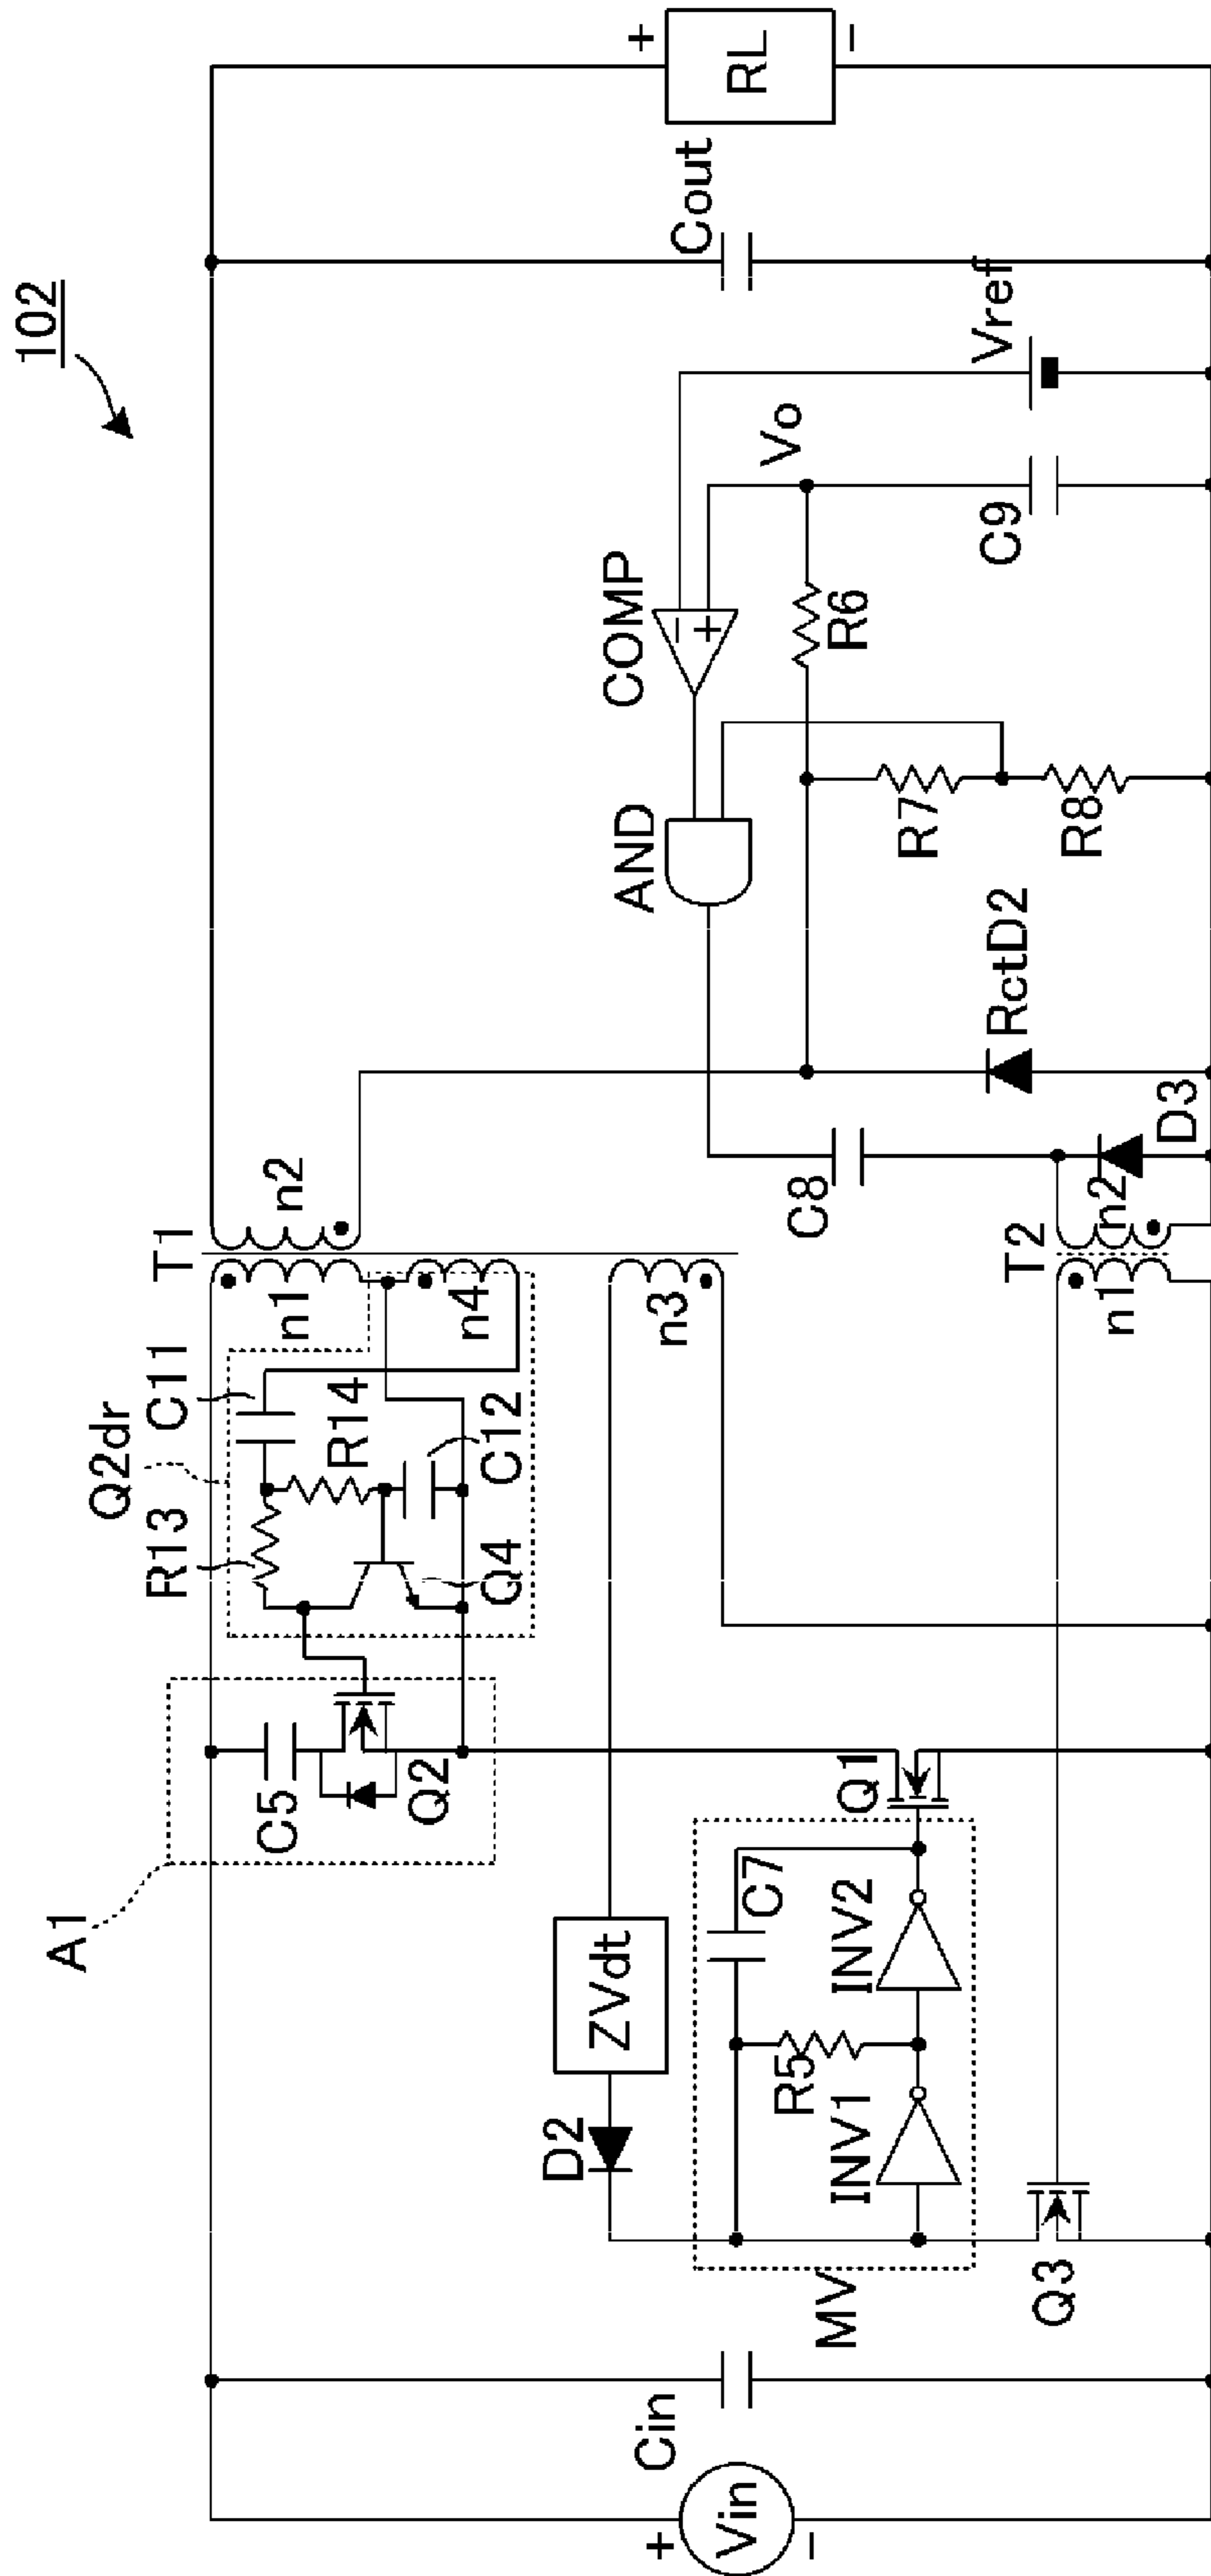 102
T1
Q2dr
C11
R13
n1
n2
A1
R14
C5
n4
C12
Q4
Q2
+
RL
−
Cout
COMP
−
+
Vo
AND
ZVdt
n3
D2
R6
C7
R7
Vref
Q1
C9
R5
C8
INV1
INV2
RctD2
R8
MV
+
Vin
−
Cin
T2
n1
n2
D3
Q3